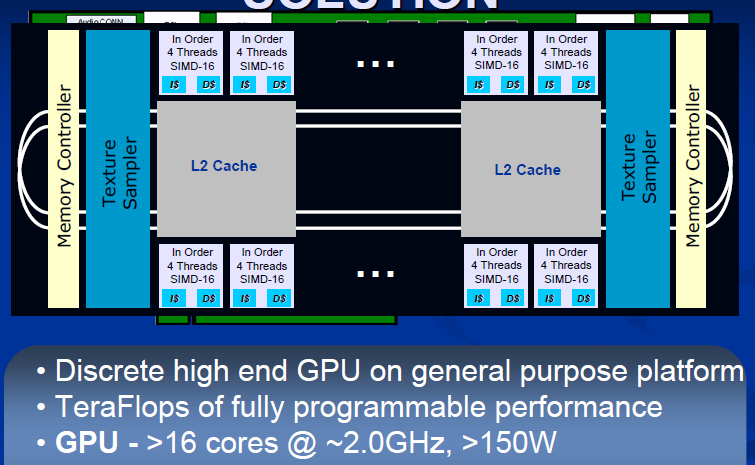 SOLUTION
Audio CONN
Memory Controller
Texture
Sampler
In Order
4 Threads
SIMD-16
I$ D$
In Order
4 Threads
SIMD-16
I$ D$
...
In Order
4 Threads
SIMD-16
I$ D$
In Order
4 Threads
SIMD-16
I$ D$
Texture
Sampler
Memory Controller
L2 Cache
L2 Cache
In Order
4 Threads
SIMD-16
I$ D$
In Order
4 Threads
SIMD-16
I$ D$
...
In Order
4 Threads
SIMD-16
I$ D$
In Order
4 Threads
SIMD-16
I$ D$
• Discrete high end GPU on general purpose platform
• TeraFlops of fully programmable performance
• GPU - >16 cores @ ~2.0GHz, >150W